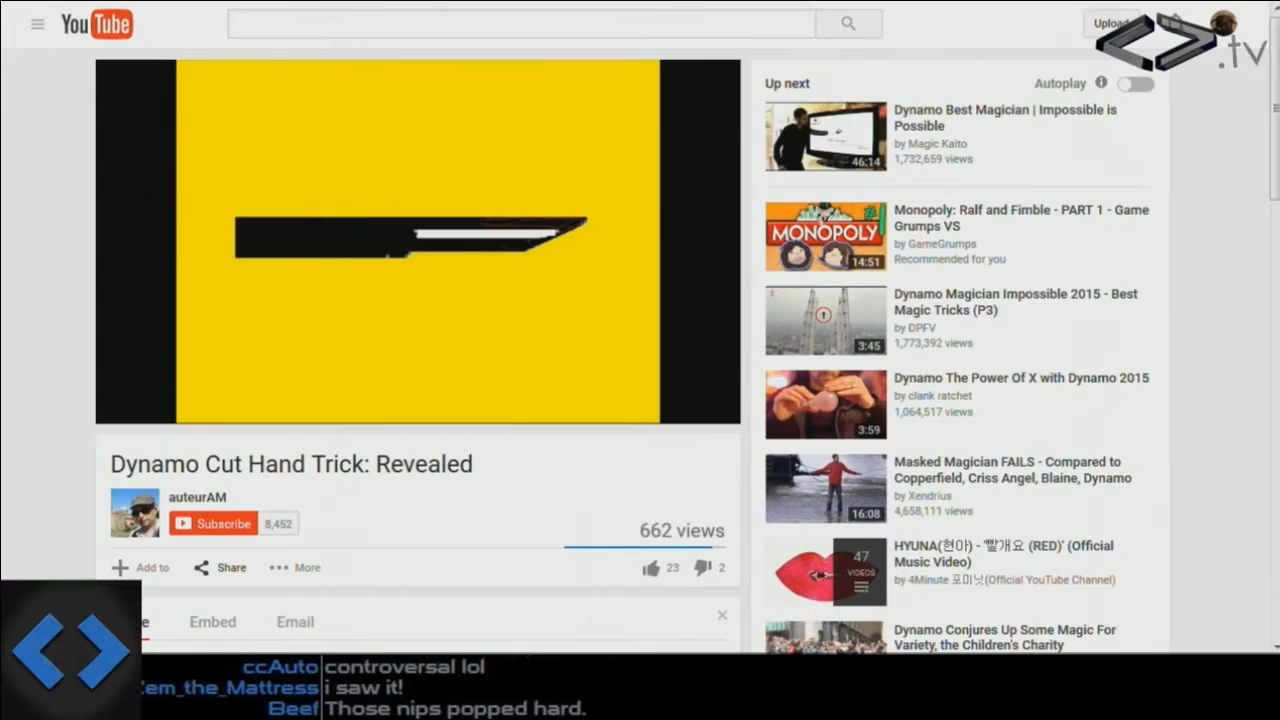 YouTube
Upload
.tv
Up next
Autoplay
Dynamo Best Magician | Impossible is
Possible
by Magic Kaito
1,732,659 views
46:14
Monopoly: Ralf and Fimble - PART 1 - Game
Grumps VS
by GameGrumps
Recommended for you
#1
MONOPOLY
14:51
Dynamo Magician Impossible 2015 - Best
Magic Tricks (P3)
by DPFV
1,773,392 views
3:45
Dynamo The Power Of X with Dynamo 2015
by clank ratchet
1,064,517 views
3:59
Masked Magician FAILS - Compared to
Copperfield, Criss Angel, Blaine, Dynamo
by Xendrius
4,658,111 views
16:08
HYUNA(현아) - '빨개요 (RED)' (Official
Music Video)
by 4Minute 포미닛(Official YouTube Channel)
47
VIDEOS
Dynamo Conjures Up Some Magic For
Variety, the Children's Charity
Dynamo Cut Hand Trick: Revealed
auteurAM
Subscribe 8,452
662 views
Add to Share More 23 2
Embed Email
ccAuto controversal lol
Zem_the_Mattress i saw it!
Beef Those nips popped hard.